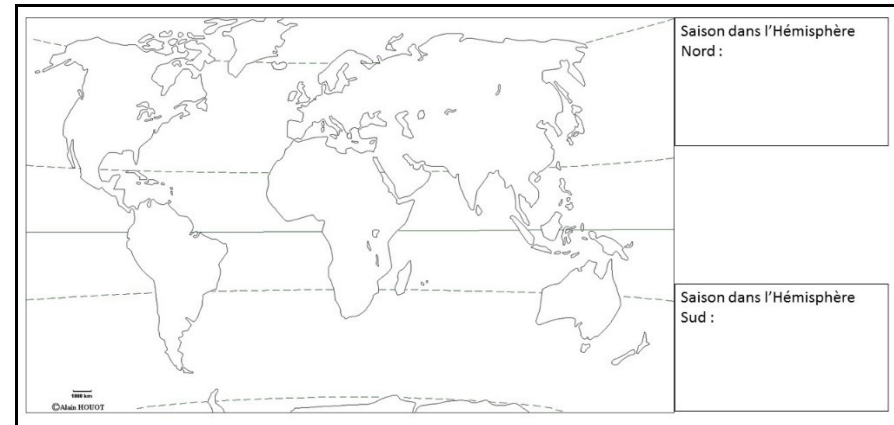 Saison dans l’Hémisphère
Nord :
Saison dans l’Hémisphère
Sud :
1000 km
©Alain HOUOT